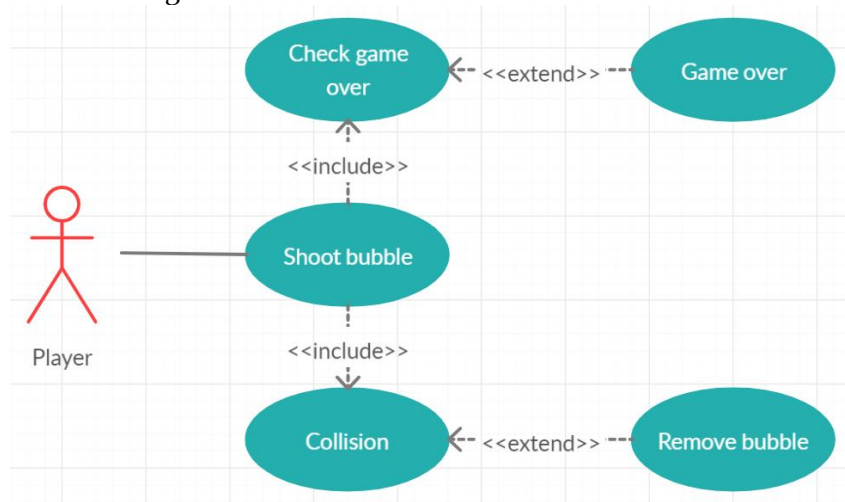 Check game
over
<<extend>>
Game over
<<include>>
Shoot bubble
Player
<<include>>
Collision
<<extend>>
Remove bubble